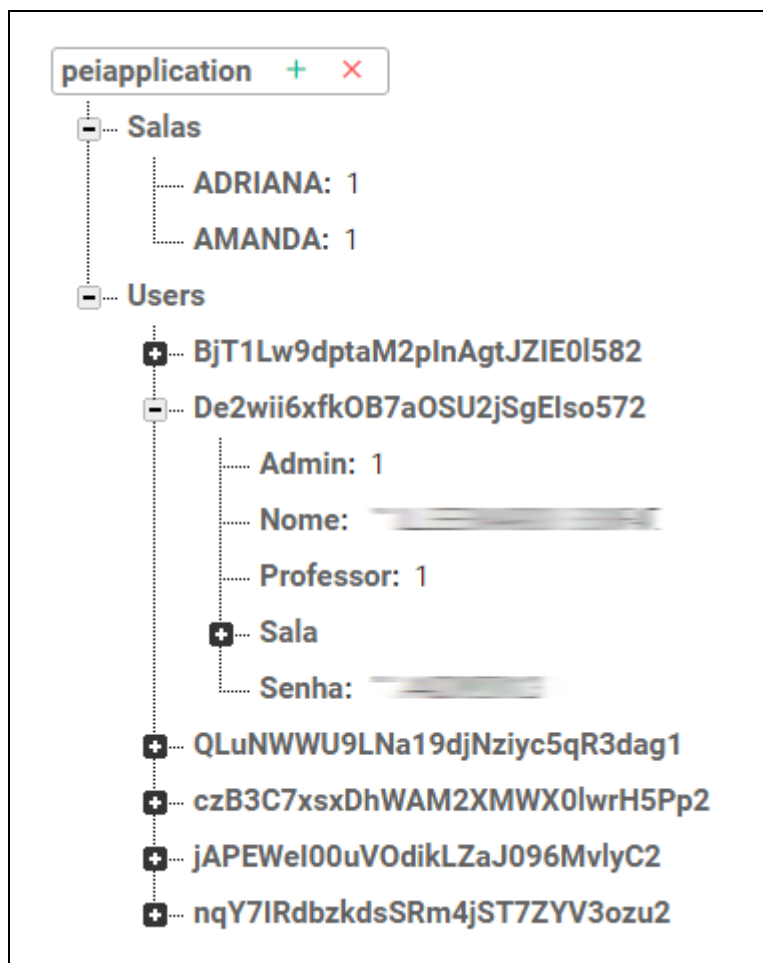 peiapplication + ×
Salas
ADRIANA: 1
AMANDA: 1
Users
BjT1Lw9dptaM2pInAgtJZIE0l582
De2wii6xfkOB7aOSU2jSgEIso572
Admin: 1
Nome:
Professor: 1
Sala
Senha:
QLuNWWU9LNa19djNziyc5qR3dag1
czB3C7xsxDhWAM2XMWX0lwrH5Pp2
jAPEWeI00uVOdikLZaJ096MvlyC2
nqY7IRdbzkdsSRm4jST7ZYV3ozu2